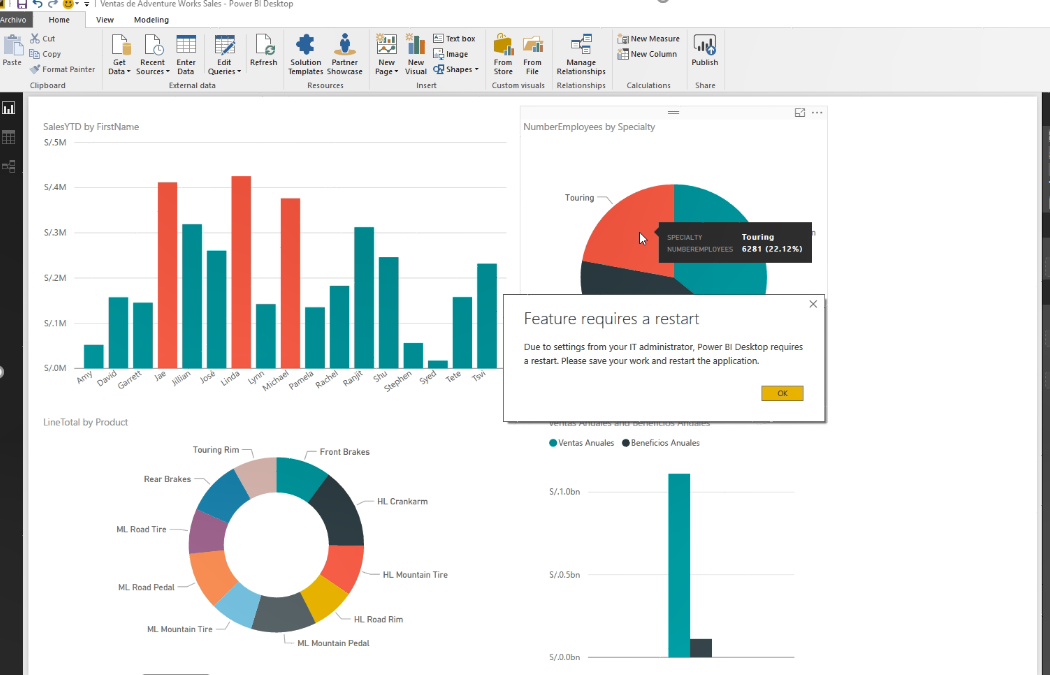 Ventas de Adventure Works Sales - Power BI Desktop
Archivo Home View Modeling
Paste
Cut
Copy
Format Painter
Clipboard
Get Data
Recent Sources
Enter Data
Edit Queries
Refresh
External data
Solution Templates
Partner Showcase
Resources
New Page
New Visual
Text box
Image
Shapes
Insert
From Store
From File
Custom visuals
Manage Relationships
Relationships
New Measure
New Column
Calculations
Publish
Share
SalesYTD by FirstName
S/.5M
S/.4M
S/.3M
S/.2M
S/.1M
S/.0M
Amy David Garrett Jae Jillian José Linda Lynn Michael Pamela Rachel Ranjit Shu Stephen Syed Tete Tsvi
NumberEmployees by Specialty
Touring
SPECIALTY Touring
NUMBEREMPLOYEES 6281 (22.12%)
Feature requires a restart
Due to settings from your IT administrator, Power BI Desktop requires
a restart. Please save your work and restart the application.
OK
LineTotal by Product
Touring Rim
Front Brakes
Rear Brakes
HL Crankarm
ML Road Tire
HL Mountain Tire
ML Road Pedal
HL Road Rim
ML Mountain Tire
ML Mountain Pedal
Ventas Anuales and Beneficios Anuales
Ventas Anuales Beneficios Anuales
S/.1.0bn
S/.0.5bn
S/.0.0bn